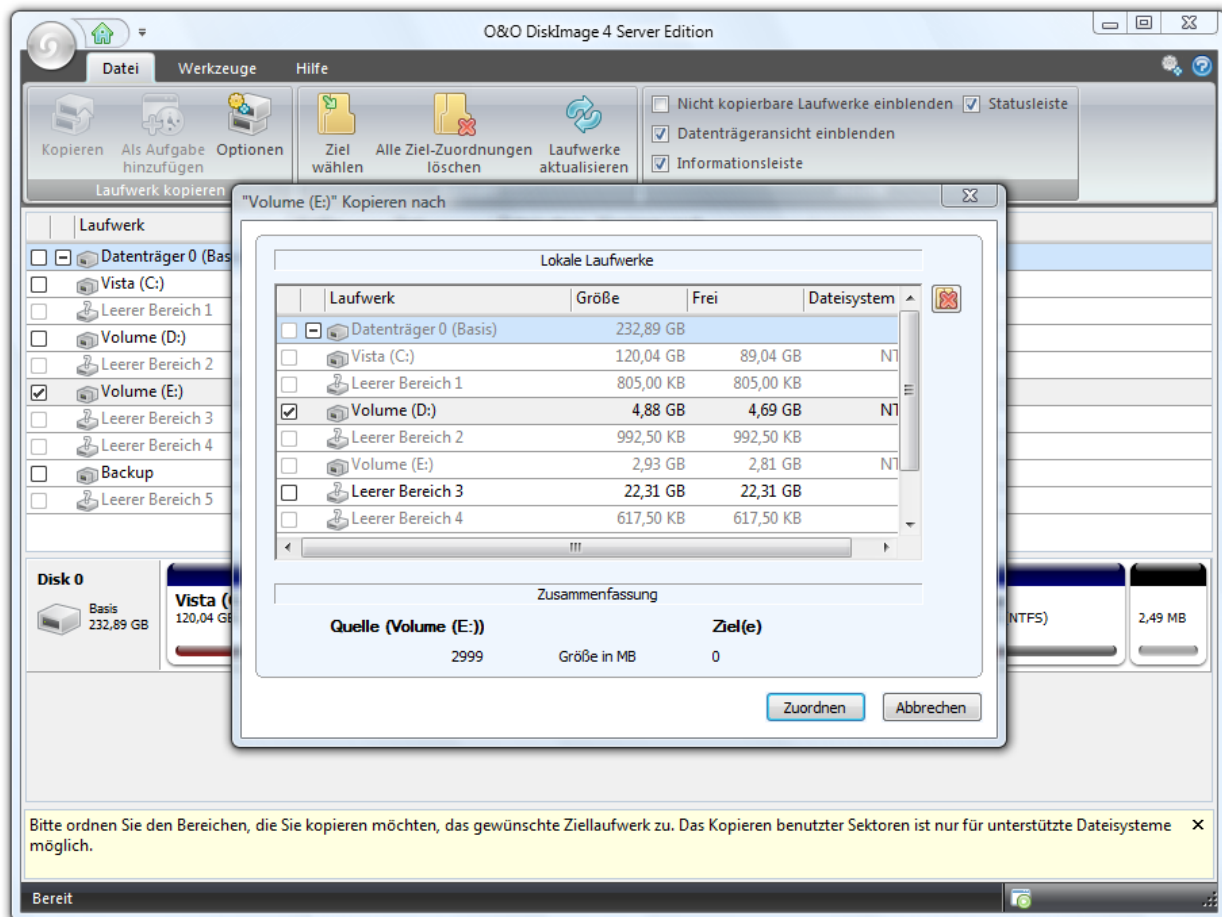 O&O DiskImage 4 Server Edition
Datei Werkzeuge Hilfe
Kopieren Als Aufgabe hinzufügen Optionen
Ziel wählen Alle Ziel-Zuordnungen löschen Laufwerke aktualisieren
Nicht kopierbare Laufwerke einblenden Statusleiste
Datenträgeransicht einblenden
Informationsleiste
Laufwerk kopieren
Laufwerk
Datenträger 0 (Bas
Vista (C:)
Leerer Bereich 1
Volume (D:)
Leerer Bereich 2
Volume (E:)
Leerer Bereich 3
Leerer Bereich 4
Backup
Leerer Bereich 5
"Volume (E:)" Kopieren nach
Lokale Laufwerke
Laufwerk Größe Frei Dateisystem
Datenträger 0 (Basis) 232,89 GB
Vista (C:) 120,04 GB 89,04 GB NT
Leerer Bereich 1 805,00 KB 805,00 KB
Volume (D:) 4,88 GB 4,69 GB NT
Leerer Bereich 2 992,50 KB 992,50 KB
Volume (E:) 2,93 GB 2,81 GB NT
Leerer Bereich 3 22,31 GB 22,31 GB
Leerer Bereich 4 617,50 KB 617,50 KB
Zusammenfassung
Quelle (Volume (E:)) Ziel(e)
2999 Größe in MB 0
Zuordnen Abbrechen
Disk 0
Basis
232,89 GB
Vista (
120,04 GB
NTFS)
2,49 MB
Bitte ordnen Sie den Bereichen, die Sie kopieren möchten, das gewünschte Ziellaufwerk zu. Das Kopieren benutzter Sektoren ist nur für unterstützte Dateisysteme
möglich.
Bereit